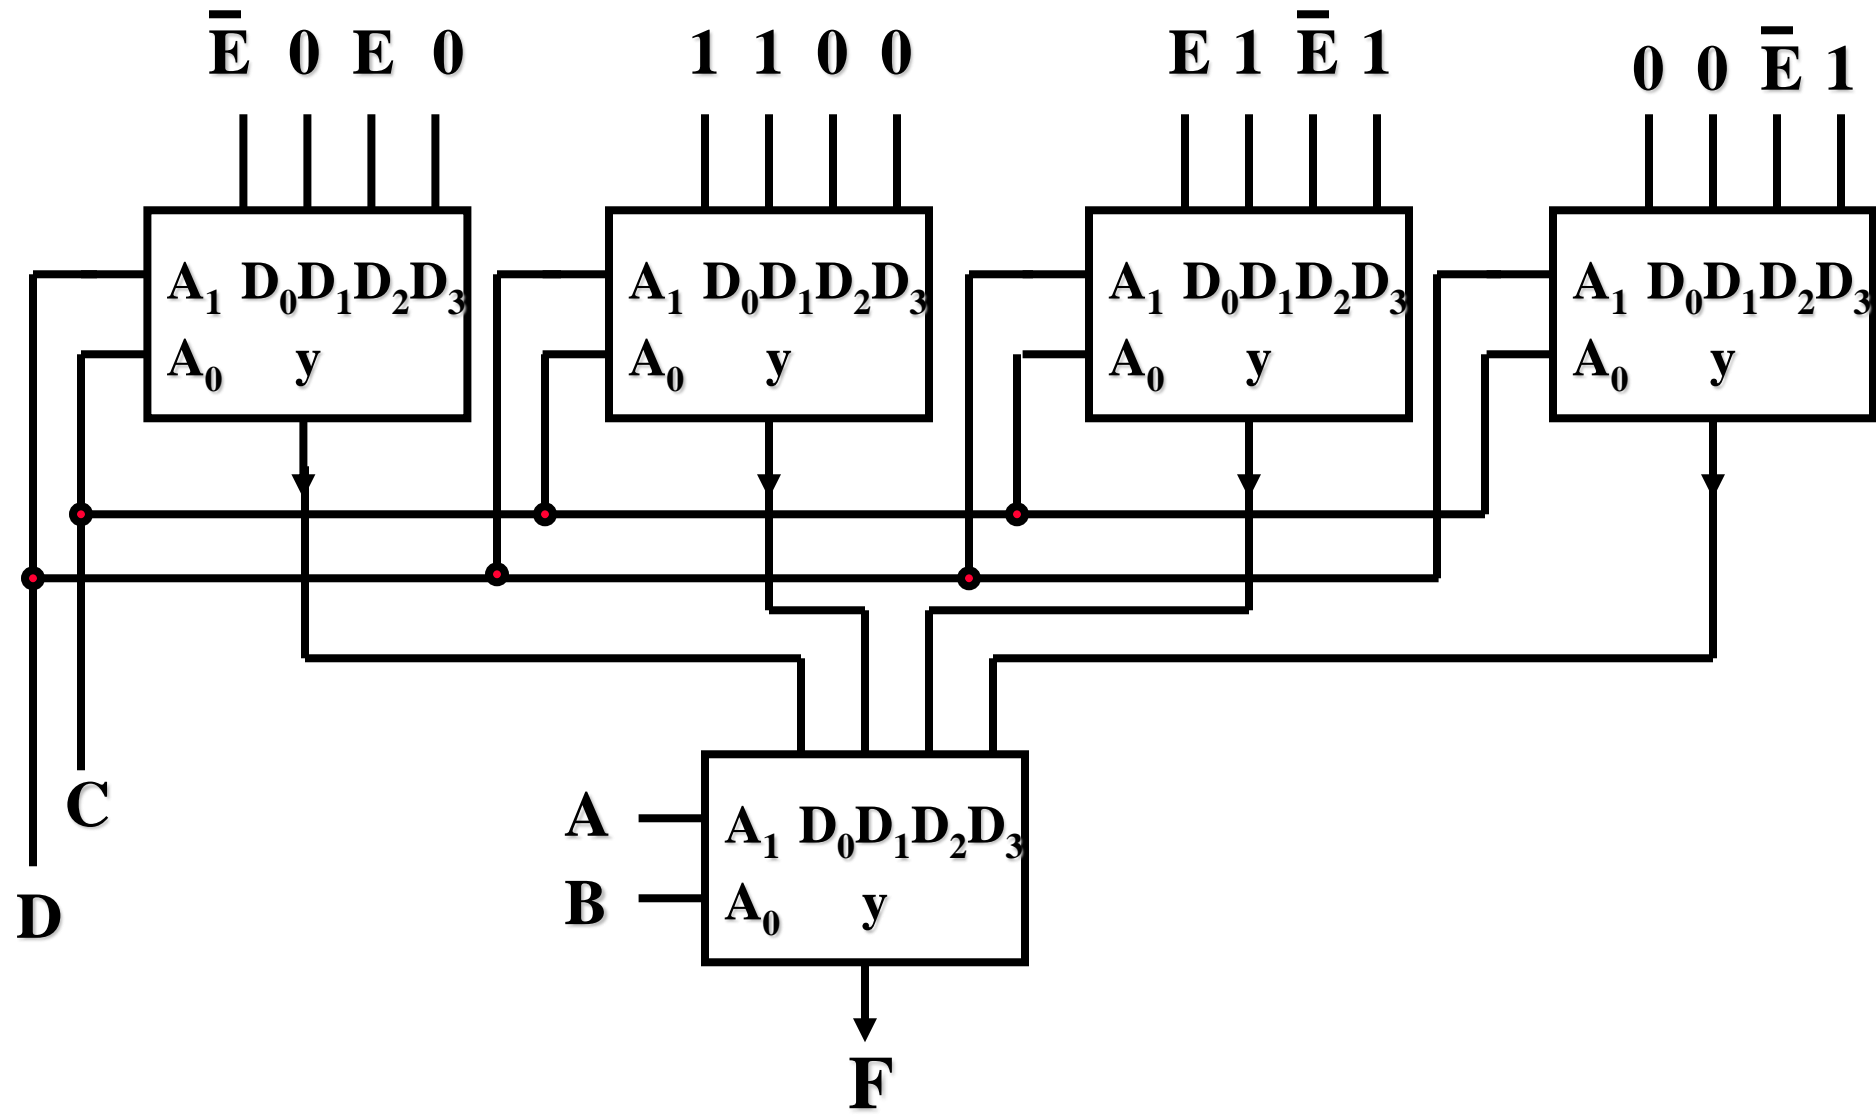 E̅ 0 E 0 1 1 0 0 E 1 E̅ 1 0 0 E̅ 1
A₁ D₀D₁D₂D₃ A₁ D₀D₁D₂D₃ A₁ D₀D₁D₂D₃ A₁ D₀D₁D₂D₃
A₀ y A₀ y A₀ y A₀ y
C
A A₁ D₀D₁D₂D₃
D B A₀ y
F